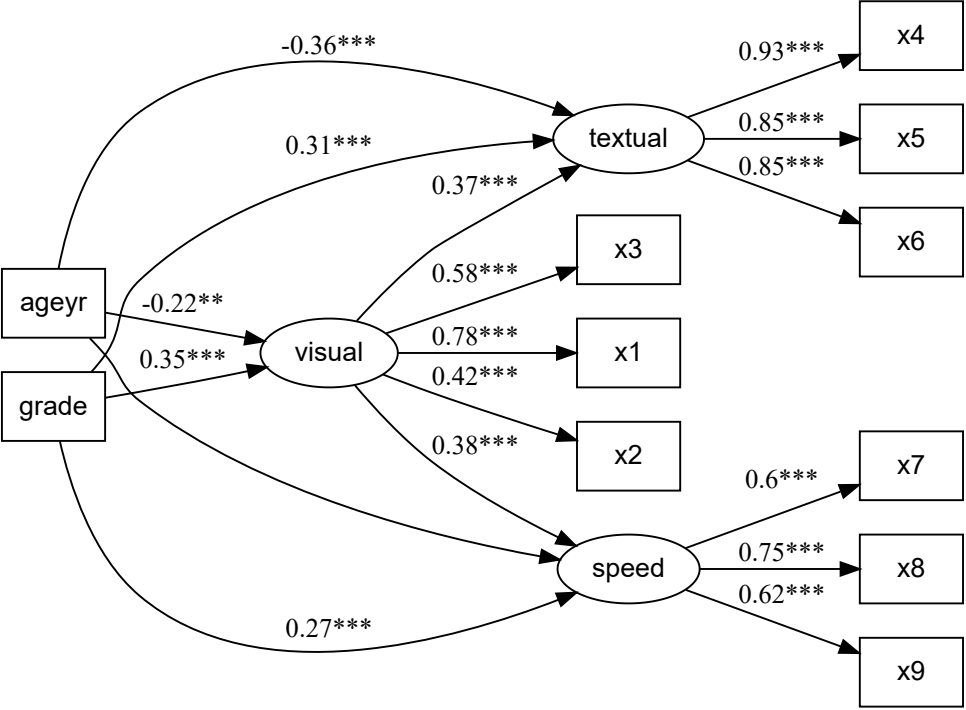 -0.36***
x4
0.93***
textual
0.85***
x5
0.31***
0.85***
0.37***
x6
x3
0.58***
ageyr
-0.22**
visual
0.78***
x1
0.35***
0.42***
grade
0.38***
x2
x7
0.6***
speed
0.75***
x8
0.62***
0.27***
x9